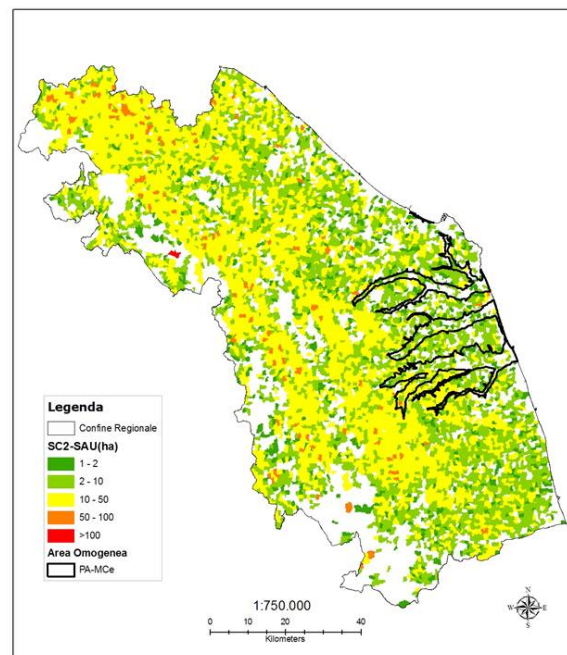 Legenda
Confine Regionale
SC2-SAU(ha)
1 - 2
2 - 10
10 - 50
50 - 100
>100
Area Omogenea
PA-MCe
1:750.000
0 10 20 40
Kilometers
N
W E
S